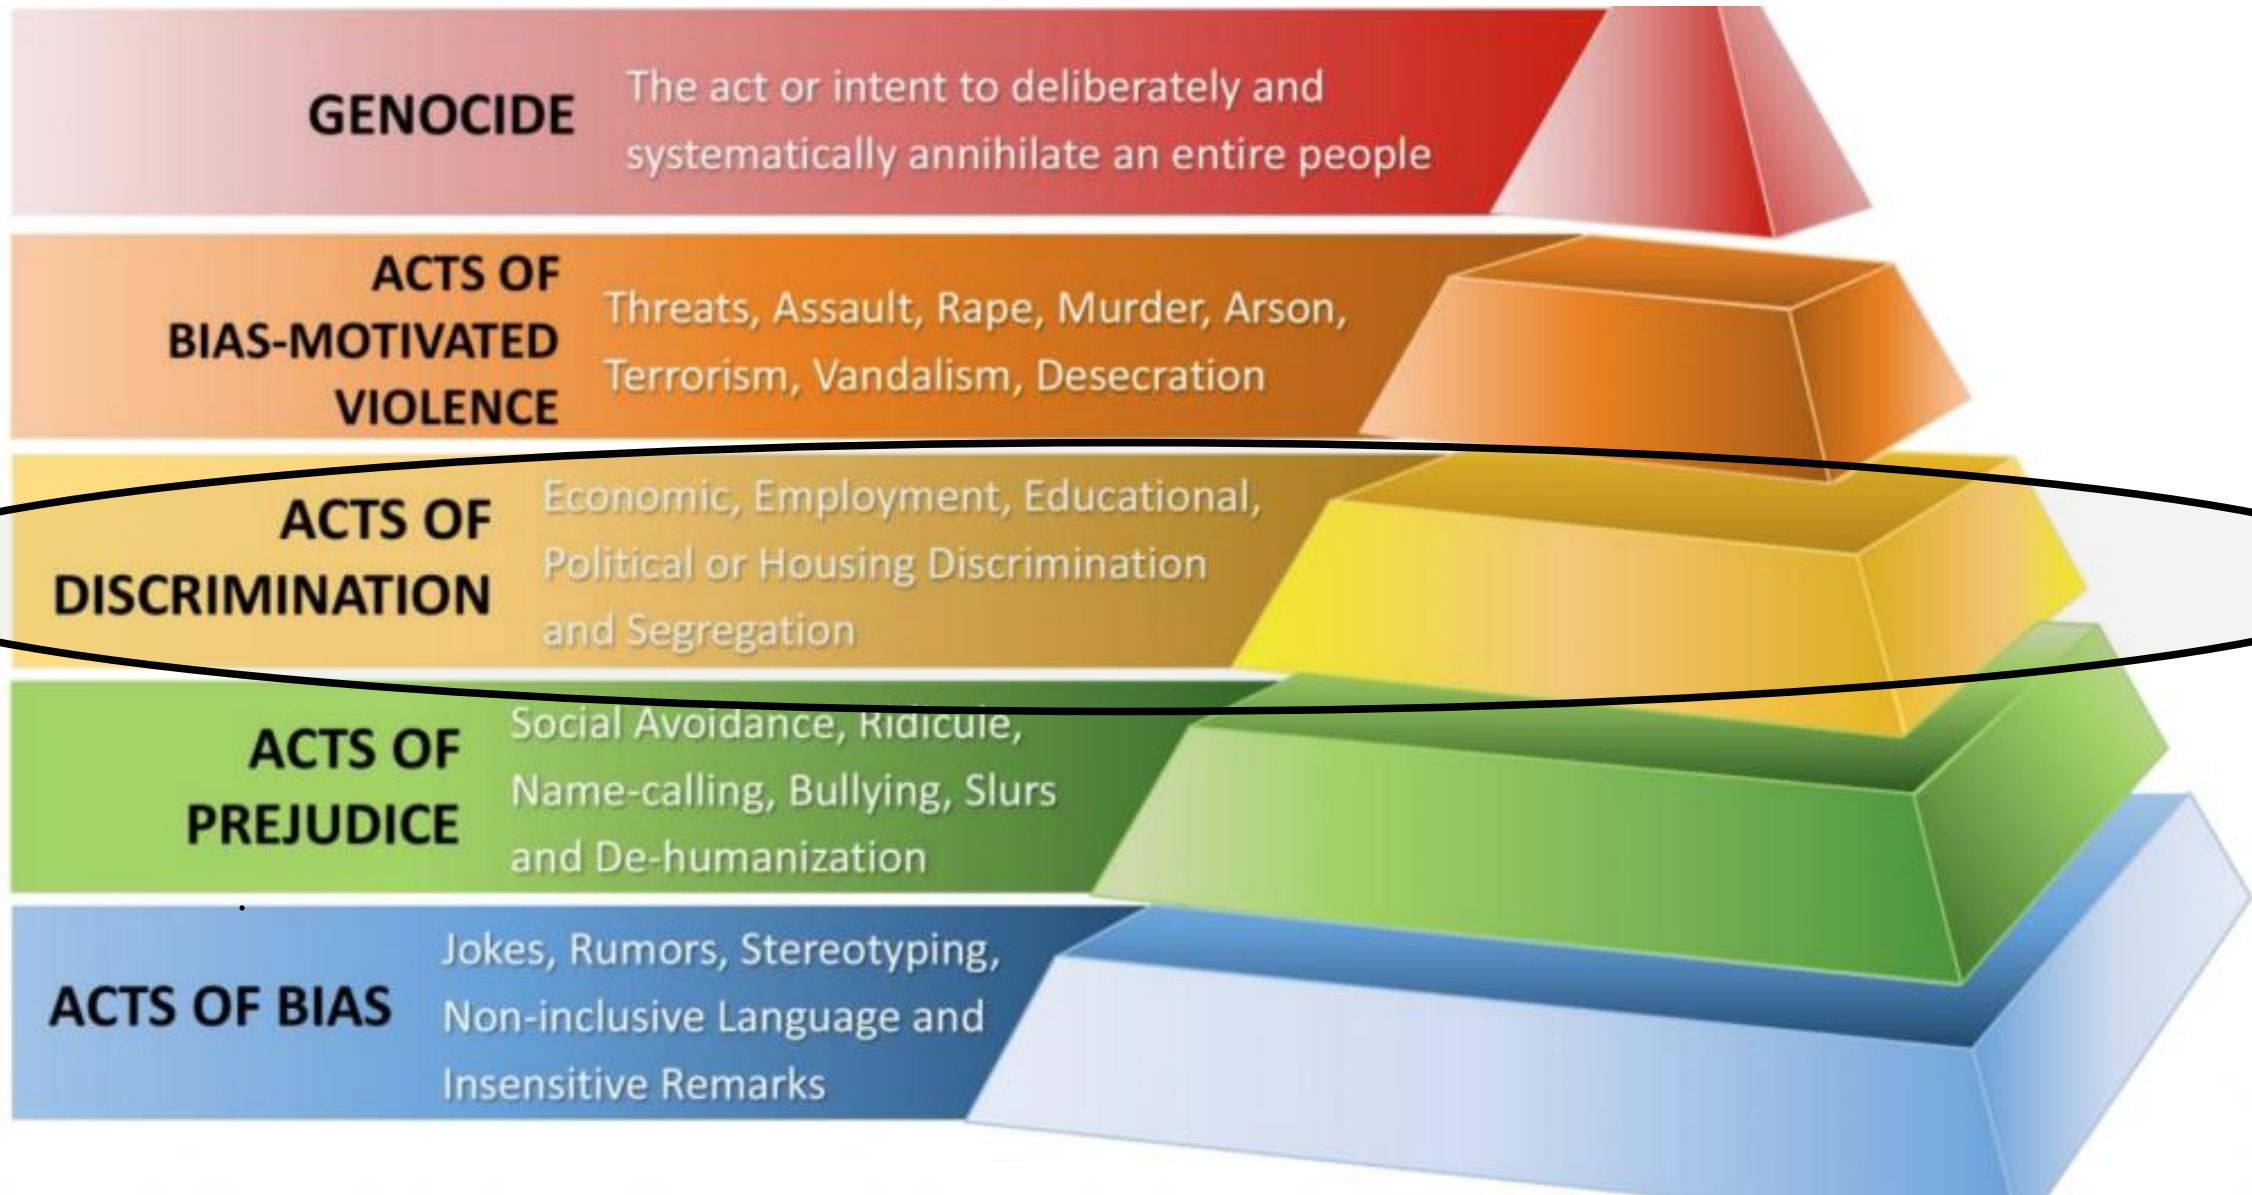 GENOCIDE
The act or intent to deliberately and
systematically annihilate an entire people
ACTS OF
BIAS-MOTIVATED
VIOLENCE
Threats, Assault, Rape, Murder, Arson,
Terrorism, Vandalism, Desecration
ACTS OF
DISCRIMINATION
Economic, Employment, Educational,
Political or Housing Discrimination
and Segregation
ACTS OF
PREJUDICE
Social Avoidance, Ridicule,
Name-calling, Bullying, Slurs
and De-humanization
ACTS OF BIAS
Jokes, Rumors, Stereotyping,
Non-inclusive Language and
Insensitive Remarks